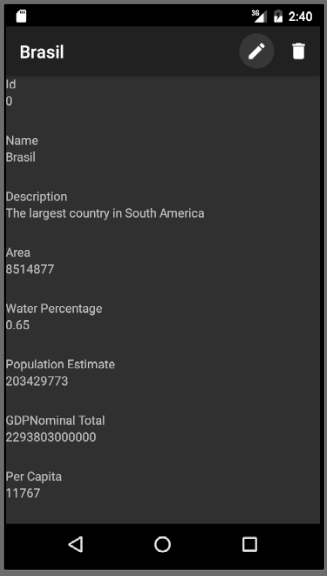 3G 2:40
Brasil
Id
0
Name
Brasil
Description
The largest country in South America
Area
8514877
Water Percentage
0.65
Population Estimate
203429773
GDPNominal Total
2293803000000
Per Capita
11767